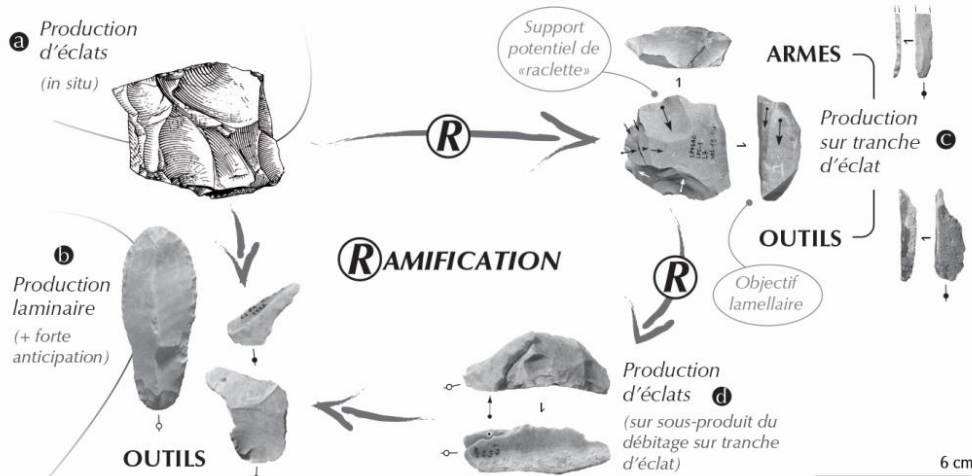 a Production
d'éclats
(in situ)
Support
potentiel de
«raclette»
ARMES
Production
sur tranche
d'éclat
c
OUTILS
R
Objectif
lamellaire
RAMIFICATION
R
b
Production
laminaire
(+ forte
anticipation)
Production
d'éclats d
(sur sous-produit du
débitage sur tranche
d'éclat)
OUTILS
6 cm